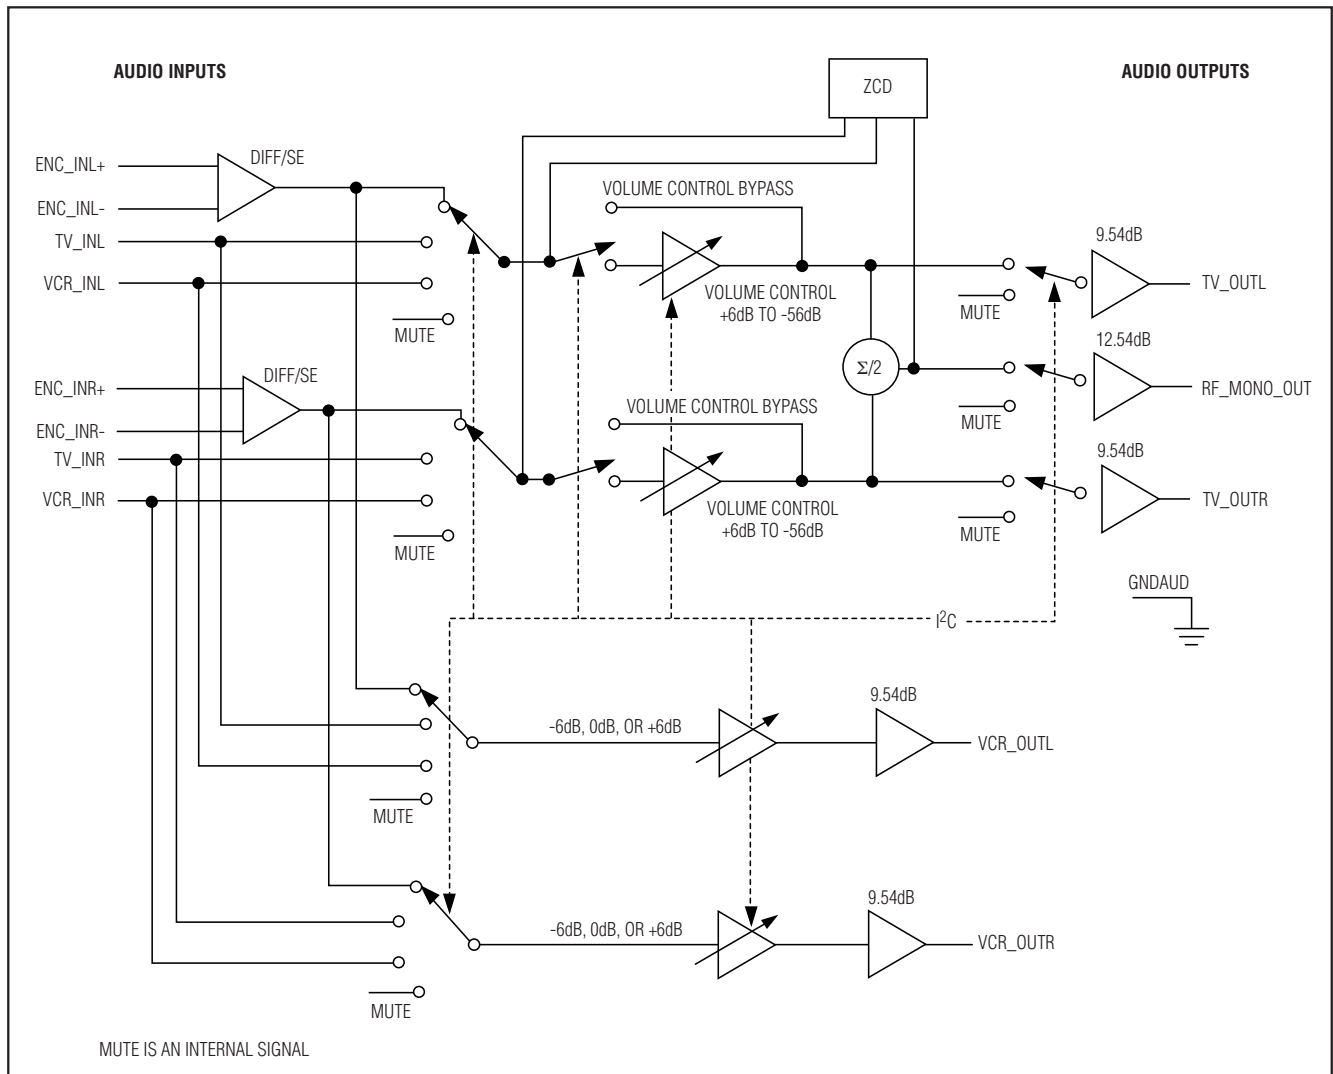 AUDIO INPUTS
AUDIO OUTPUTS
ZCD
ENC_INL+
DIFF/SE
ENC_INL-
VOLUME CONTROL BYPASS
TV_INL
9.54dB
VCR_INL
TV_OUTL
VOLUME CONTROL
+6dB TO -56dB
MUTE
MUTE
12.54dB
Σ/2
ENC_INR+
DIFF/SE
RF_MONO_OUT
ENC_INR-
VOLUME CONTROL BYPASS
MUTE
TV_INR
9.54dB
VCR_INR
TV_OUTR
VOLUME CONTROL
+6dB TO -56dB
MUTE
MUTE
GNDAUD
I²C
9.54dB
-6dB, 0dB, OR +6dB
VCR_OUTL
MUTE
9.54dB
-6dB, 0dB, OR +6dB
VCR_OUTR
MUTE
MUTE IS AN INTERNAL SIGNAL